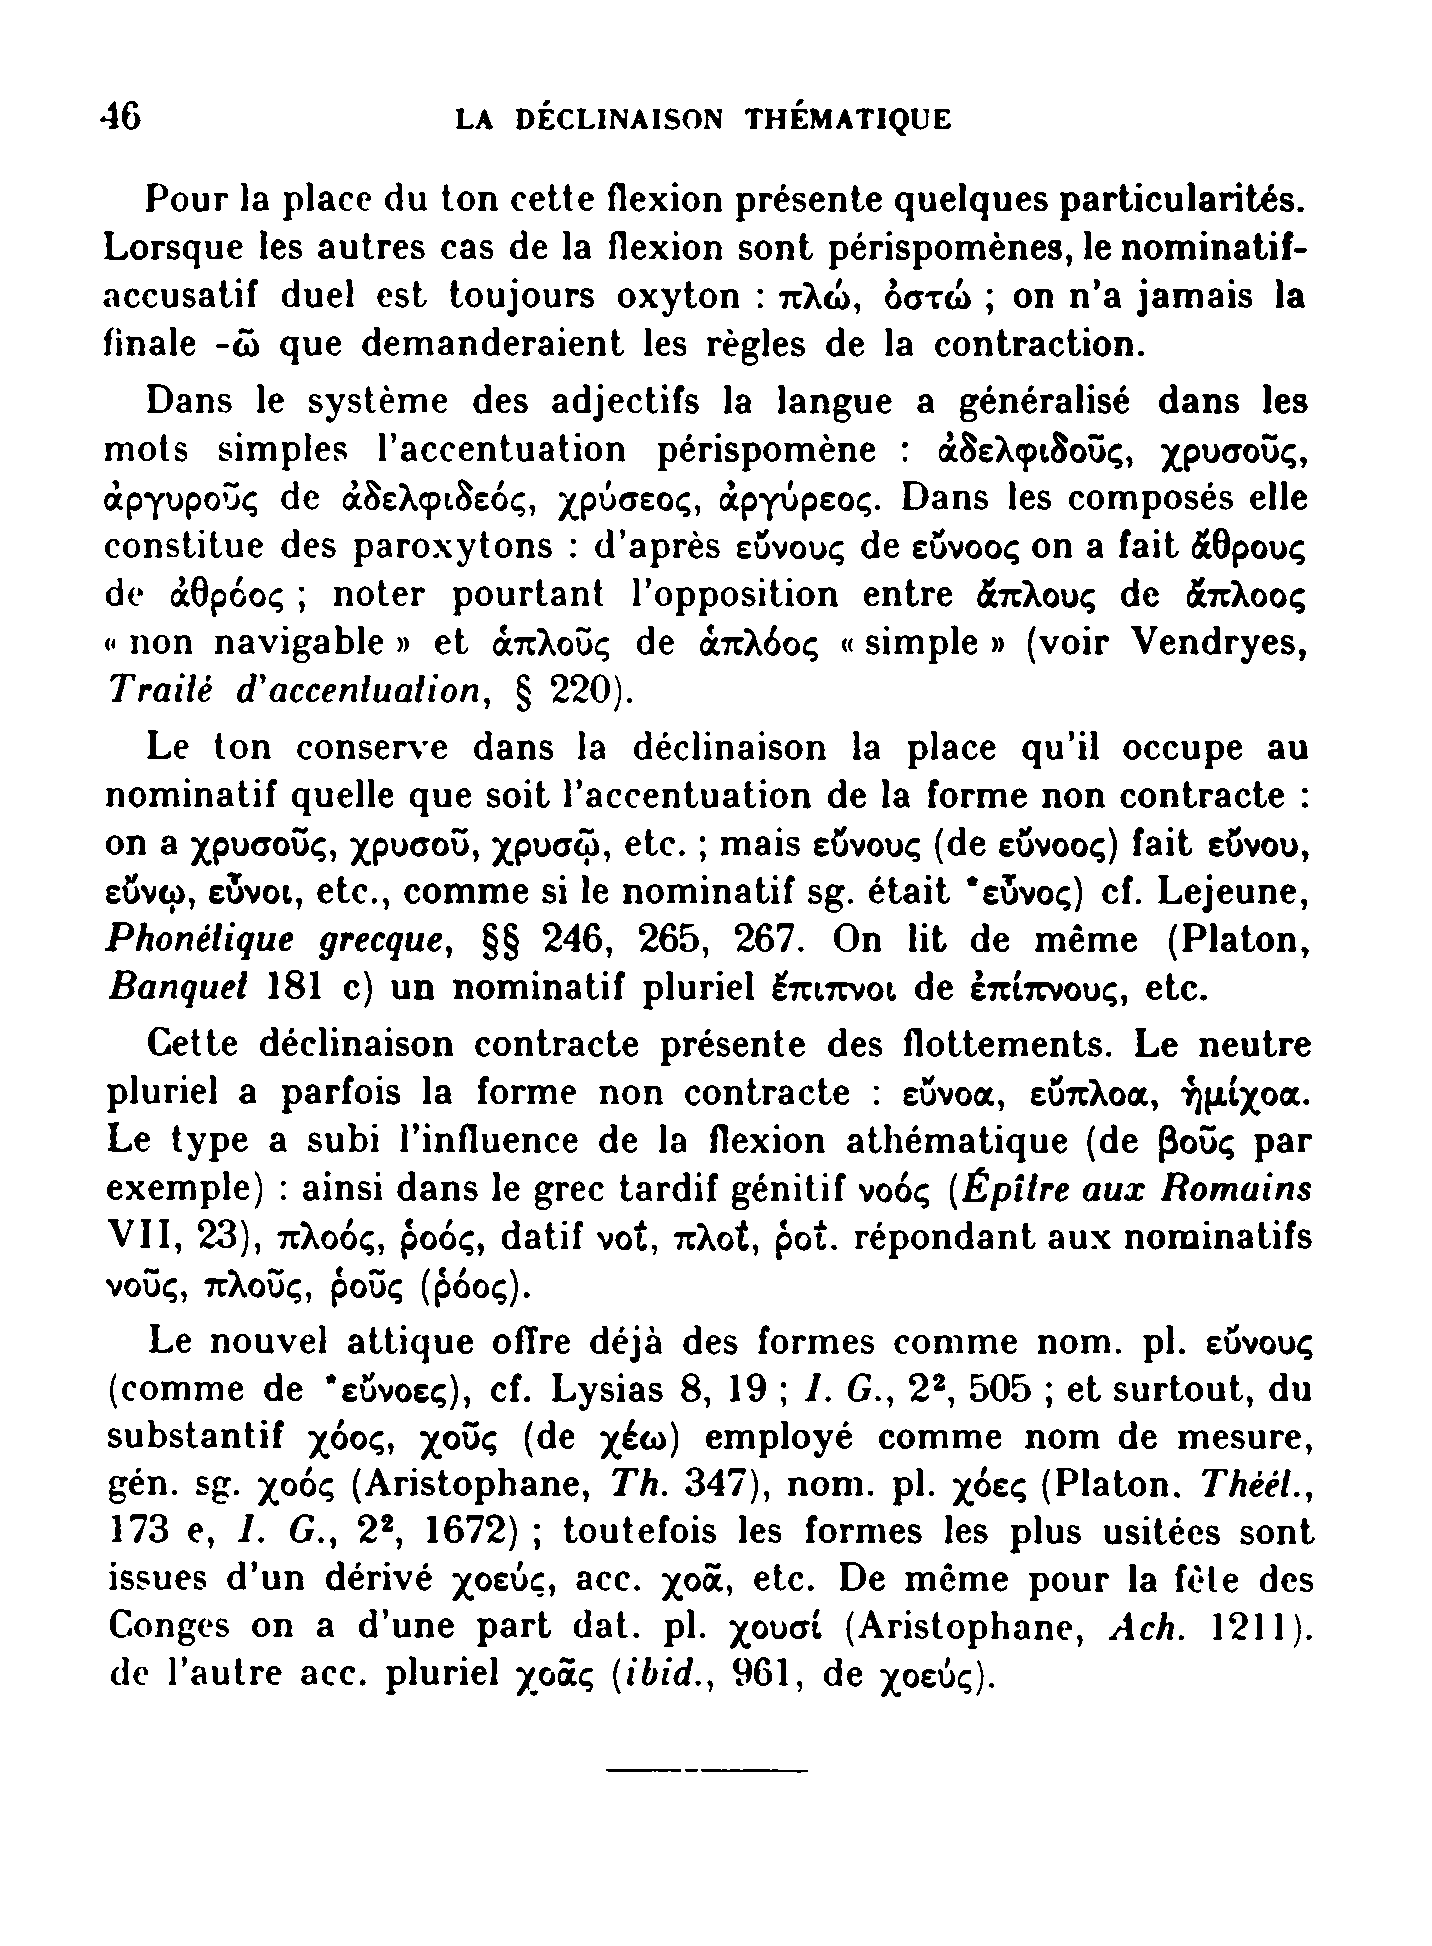 46 LA DÉCLINAISON THÉMATIQUE
Pour la place du ton cette flexion présente quelques particularités.
Lorsque les autres cas de la flexion sont périspomènes, le nominatif-
accusatif duel est toujours oxyton : πλώ, ὀστώ ; on n'a jamais la
finale -ῶ que demanderaient les règles de la contraction.
Dans le système des adjectifs la langue a généralisé dans les
mots simples l'accentuation périspomène : ἀδελφιδοῦς, χρυσοῦς,
ἀργυροῦς de ἀδελφιδεός, χρύσεος, ἀργύρεος. Dans les composés elle
constitue des paroxytons : d'après εὔνους de εὔνοος on a fait ἄθρους
de ἀθρόος ; noter pourtant l'opposition entre ἄπλους de ἄπλοος
« non navigable » et ἁπλοῦς de ἁπλόος « simple » (voir Vendryes,
Traité d'accentuation, § 220).
Le ton conserve dans la déclinaison la place qu'il occupe au
nominatif quelle que soit l'accentuation de la forme non contracte :
on a χρυσοῦς, χρυσοῦ, χρυσῷ, etc. ; mais εὔνους (de εὔνοος) fait εὔνου,
εὔνῳ, εὖνοι, etc., comme si le nominatif sg. était *εὖνος) cf. Lejeune,
Phonétique grecque, §§ 246, 265, 267. On lit de même (Platon,
Banquet 181 c) un nominatif pluriel ἔπιπνοι de ἐπίπνους, etc.
Cette déclinaison contracte présente des flottements. Le neutre
pluriel a parfois la forme non contracte : εὔνοα, εὔπλοα, ἡμίχοα.
Le type a subi l'influence de la flexion athématique (de βοῦς par
exemple) : ainsi dans le grec tardif génitif νοός (Épître aux Romains
VII, 23), πλοός, ῥοός, datif νοΐ, πλοΐ, ῥοΐ. répondant aux nominatifs
νοῦς, πλοῦς, ῥοῦς (ῥόος).
Le nouvel attique offre déjà des formes comme nom. pl. εὔνους
(comme de *εὔνοες), cf. Lysias 8, 19 ; I. G., 2², 505 ; et surtout, du
substantif χόος, χοῦς (de χέω) employé comme nom de mesure,
gén. sg. χοός (Aristophane, Th. 347), nom. pl. χόες (Platon. Théét.,
173 e, I. G., 2², 1672) ; toutefois les formes les plus usitées sont
issues d'un dérivé χοεύς, acc. χοᾶ, etc. De même pour la fête des
Conges on a d'une part dat. pl. χουσί (Aristophane, Ach. 1211).
de l'autre acc. pluriel χοᾶς (ibid., 961, de χοεύς).